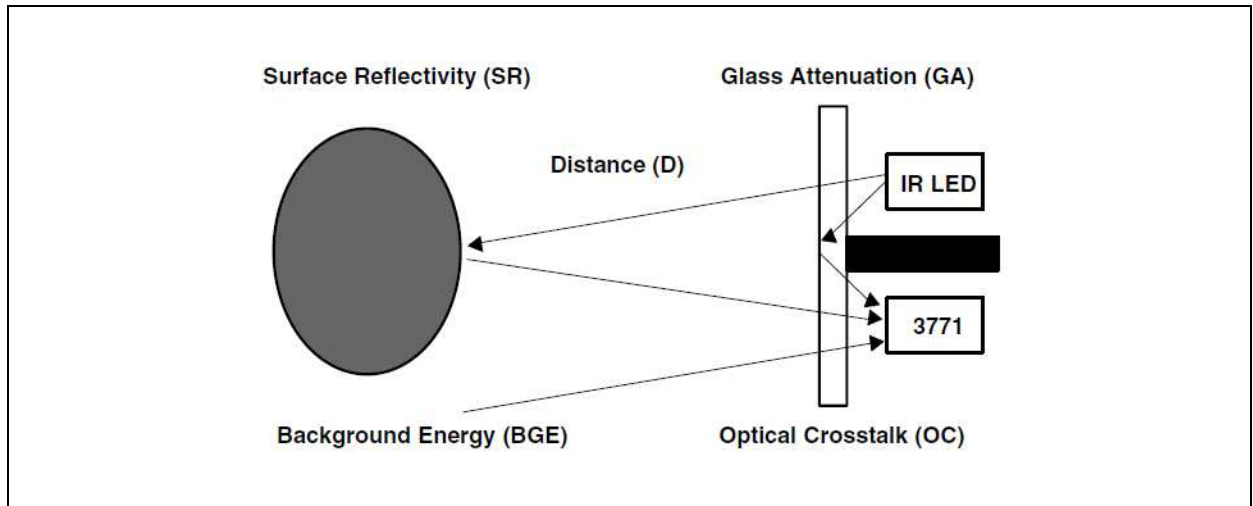 Surface Reflectivity (SR)
Glass Attenuation (GA)
Distance (D)
IR LED
3771
Background Energy (BGE)
Optical Crosstalk (OC)